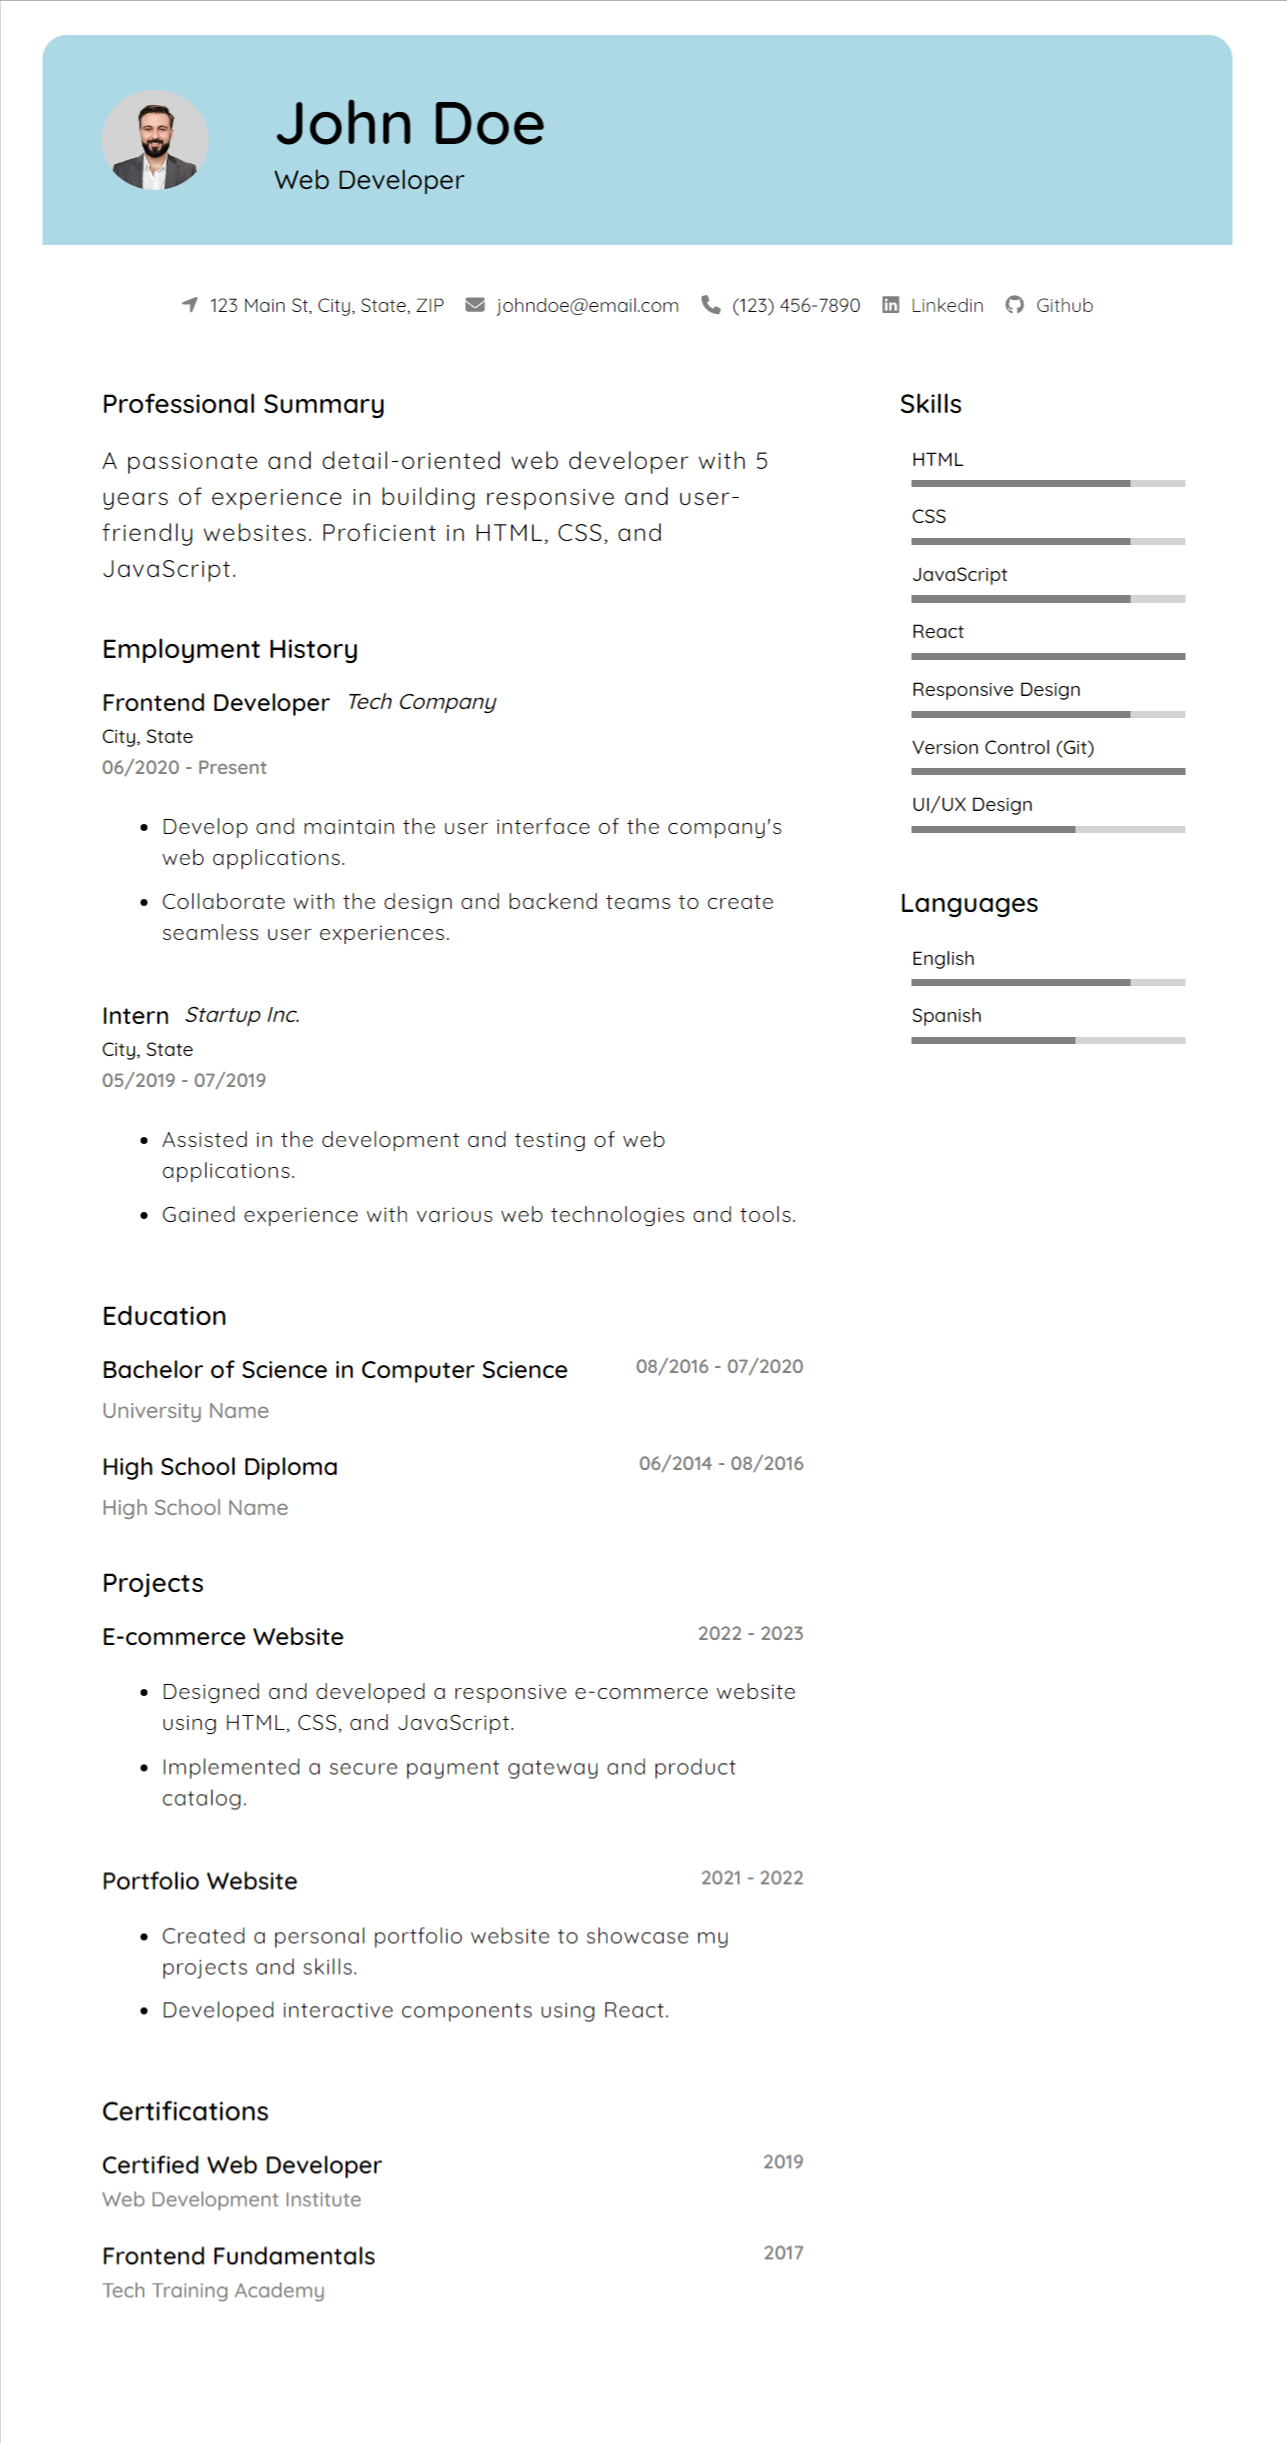 John Doe
Web Developer
123 Main St, City, State, ZIP johndoe@email.com (123) 456-7890 Linkedin Github
Professional Summary
A passionate and detail-oriented web developer with 5
years of experience in building responsive and user-
friendly websites. Proficient in HTML, CSS, and
JavaScript.
Employment History
Frontend Developer Tech Company
City, State
06/2020 - Present
Develop and maintain the user interface of the company's
web applications.
Collaborate with the design and backend teams to create
seamless user experiences.
Intern Startup Inc.
City, State
05/2019 - 07/2019
Assisted in the development and testing of web
applications.
Gained experience with various web technologies and tools.
Education
Bachelor of Science in Computer Science 08/2016 - 07/2020
University Name
High School Diploma 06/2014 - 08/2016
High School Name
Projects
E-commerce Website 2022 - 2023
Designed and developed a responsive e-commerce website
using HTML, CSS, and JavaScript.
Implemented a secure payment gateway and product
catalog.
Portfolio Website 2021 - 2022
Created a personal portfolio website to showcase my
projects and skills.
Developed interactive components using React.
Certifications
Certified Web Developer 2019
Web Development Institute
Frontend Fundamentals 2017
Tech Training Academy
Skills
HTML
CSS
JavaScript
React
Responsive Design
Version Control (Git)
UI/UX Design
Languages
English
Spanish